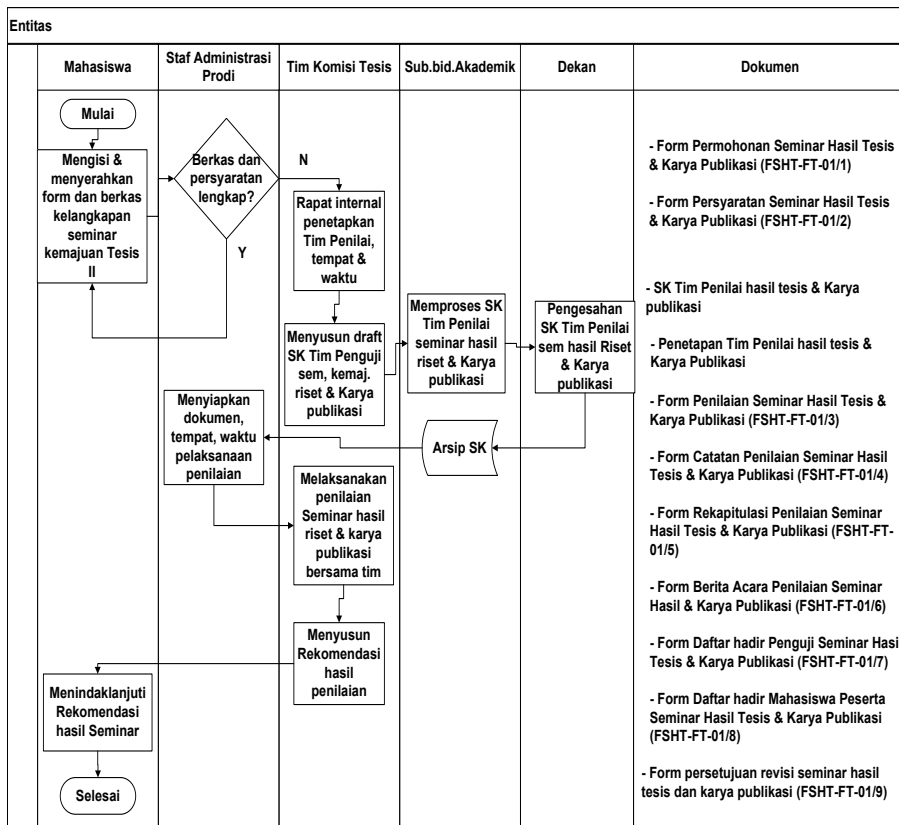 Entitas
Mahasiswa
Staf Administrasi
Prodi
Tim Komisi Tesis
Sub.bid.Akademik
Dekan
Dokumen
Mulai
Mengisi &
menyerahkan
form dan berkas
kelangkapan
seminar
kemajuan Tesis
II
Berkas dan
persyaratan
lengkap?
N
Y
Rapat internal
penetapkan
Tim Penilai,
tempat &
waktu
Menyusun draft
SK Tim Penguji
sem, kemaj.
riset & Karya
publikasi
Memproses SK
Tim Penilai
seminar hasil
riset & Karya
publikasi
Pengesahan
SK Tim Penilai
sem hasil Riset
& Karya
publikasi
Arsip SK
Menyiapkan
dokumen,
tempat, waktu
pelaksanaan
penilaian
Melaksanakan
penilaian
Seminar hasil
riset & karya
publikasi
bersama tim
Menyusun
Rekomendasi
hasil
penilaian
Menindaklanjuti
Rekomendasi
hasil Seminar
Selesai
- Form Permohonan Seminar Hasil Tesis
& Karya Publikasi (FSHT-FT-01/1)
- Form Persyaratan Seminar Hasil Tesis
& Karya Publikasi (FSHT-FT-01/2)
- SK Tim Penilai hasil tesis & Karya
publikasi
- Penetapan Tim Penilai hasil tesis &
Karya Publikasi
- Form Penilaian Seminar Hasil Tesis &
Karya Publikasi (FSHT-FT-01/3)
- Form Catatan Penilaian Seminar Hasil
Tesis & Karya Publikasi (FSHT-FT-01/4)
- Form Rekapitulasi Penilaian Seminar
Hasil Tesis & Karya Publikasi (FSHT-FT-
01/5)
- Form Berita Acara Penilaian Seminar
Hasil & Karya Publikasi (FSHT-FT-01/6)
- Form Daftar hadir Penguji Seminar Hasi
Tesis & Karya Publikasi (FSHT-FT-01/7)
- Form Daftar hadir Mahasiswa Peserta
Seminar Hasil Tesis & Karya Publikasi
(FSHT-FT-01/8)
- Form persetujuan revisi seminar hasil
tesis dan karya publikasi (FSHT-FT-01/9)